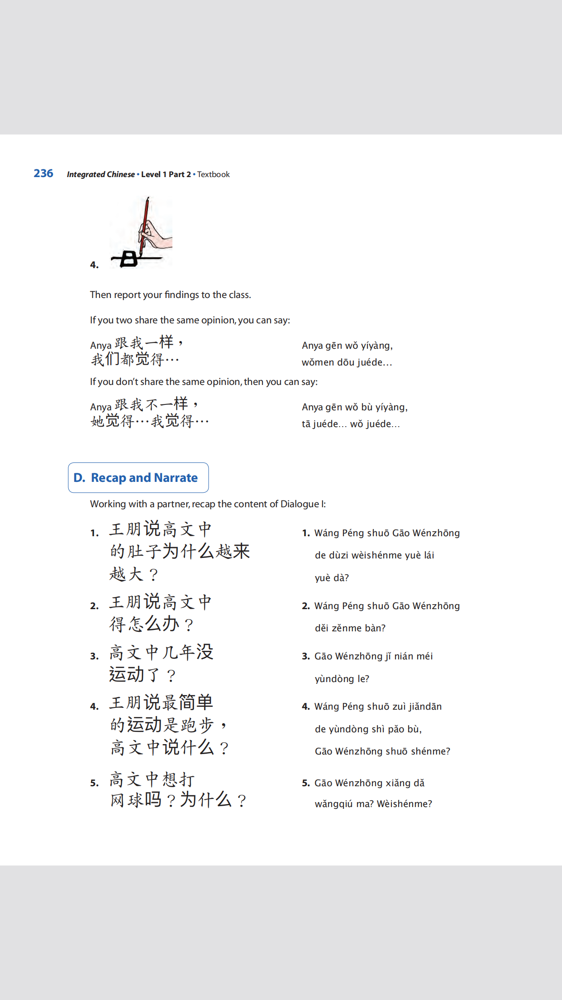 236 Integrated Chinese • Level 1 Part 2 • Textbook
4.
Then report your findings to the class.
If you two share the same opinion, you can say:
Anya 跟我一样，
我们都觉得…
Anya gēn wǒ yíyàng,
wǒmen dōu juéde…
If you don’t share the same opinion, then you can say:
Anya 跟我不一样，
她觉得…我觉得…
Anya gēn wǒ bù yíyàng,
tā juéde… wǒ juéde…
D. Recap and Narrate
Working with a partner, recap the content of Dialogue I:
1. 王朋说高文中
的肚子为什么越来
越大？
1. Wáng Péng shuō Gāo Wénzhōng
de dùzi wèishénme yuè lái
yuè dà?
2. 王朋说高文中
得怎么办？
2. Wáng Péng shuō Gāo Wénzhōng
děi zěnme bàn?
3. 高文中几年没
运动了？
3. Gāo Wénzhōng jǐ nián méi
yùndòng le?
4. 王朋说最简单
的运动是跑步，
高文中说什么？
4. Wáng Péng shuō zuì jiǎndān
de yùndòng shì pǎo bù,
Gāo Wénzhōng shuō shénme?
5. 高文中想打
网球吗？为什么？
5. Gāo Wénzhōng xiǎng dǎ
wǎngqiú ma? Wèishénme?